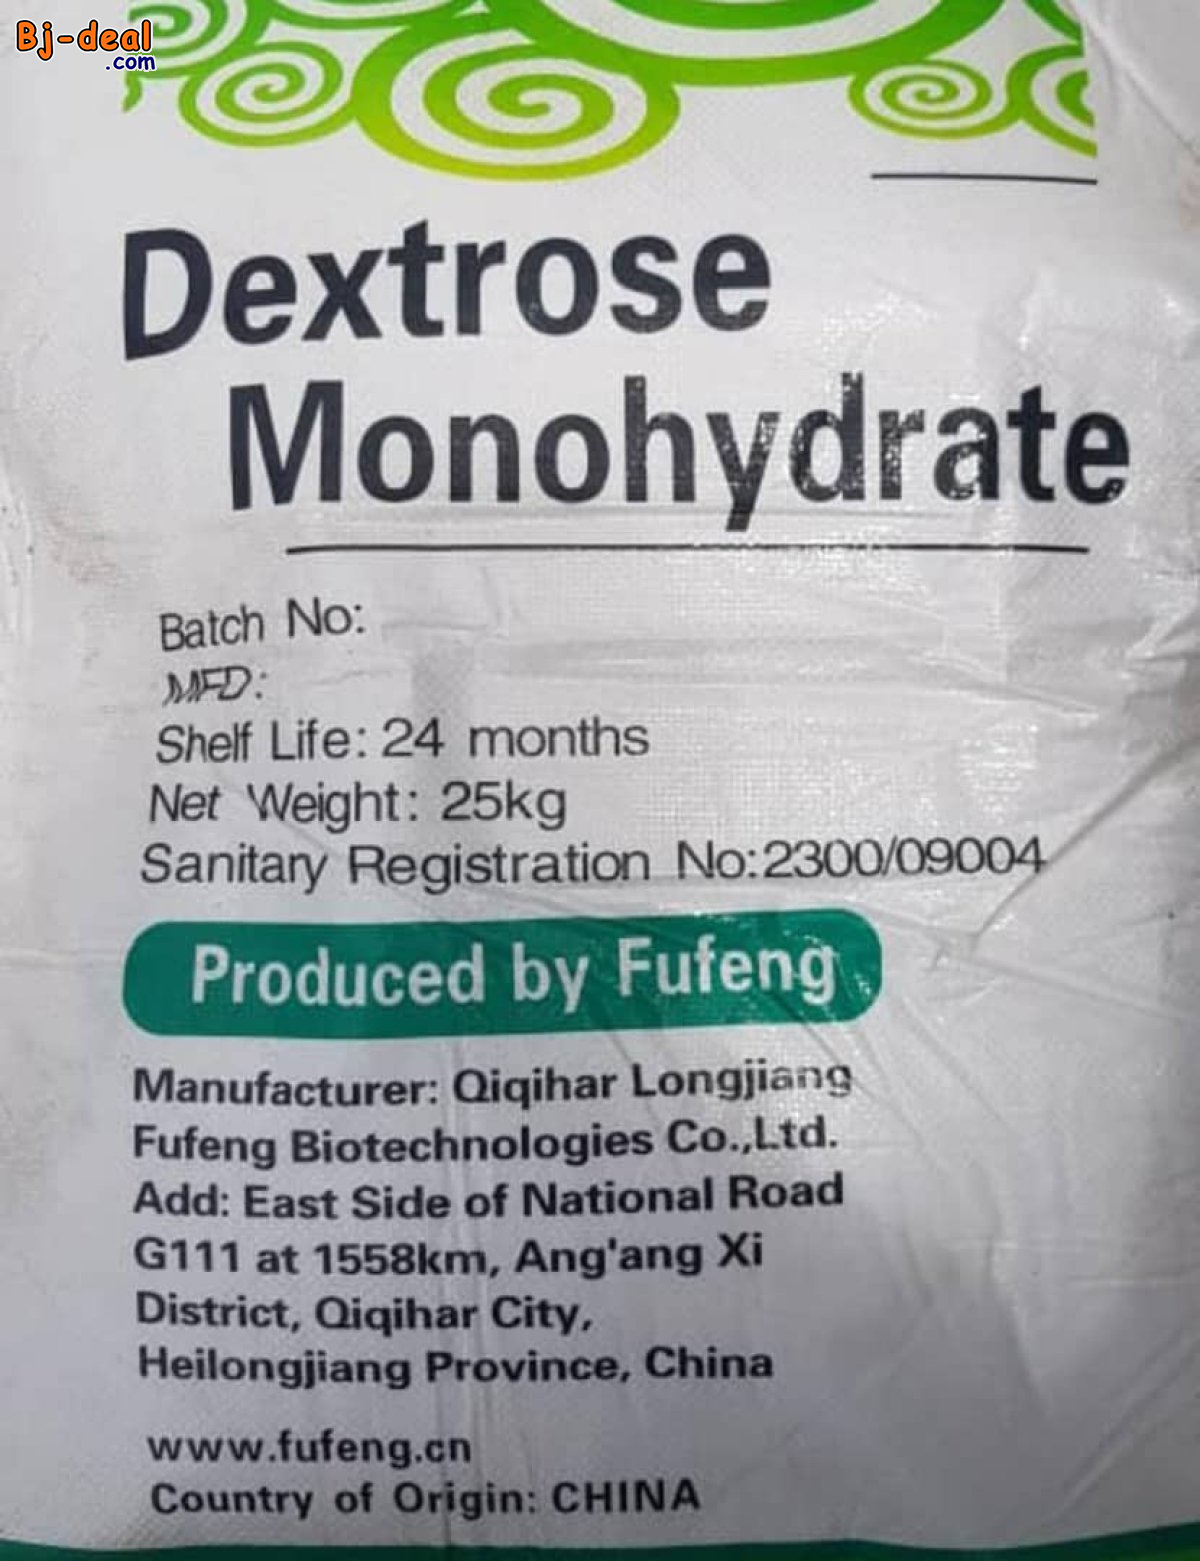 Bj-deal
.com
Dextrose
Monohydrate
Batch No:
MFD:
Shelf Life: 24 months
Net Weight: 25kg
Sanitary Registration No:2300/09004
Produced by Fufeng
Manufacturer: Qiqihar Longjiang
Fufeng Biotechnologies Co.,Ltd.
Add: East Side of National Road
G111 at 1558km, Ang'ang Xi
District, Qiqihar City,
Heilongjiang Province, China
www.fufeng.cn
Country of Origin: CHINA